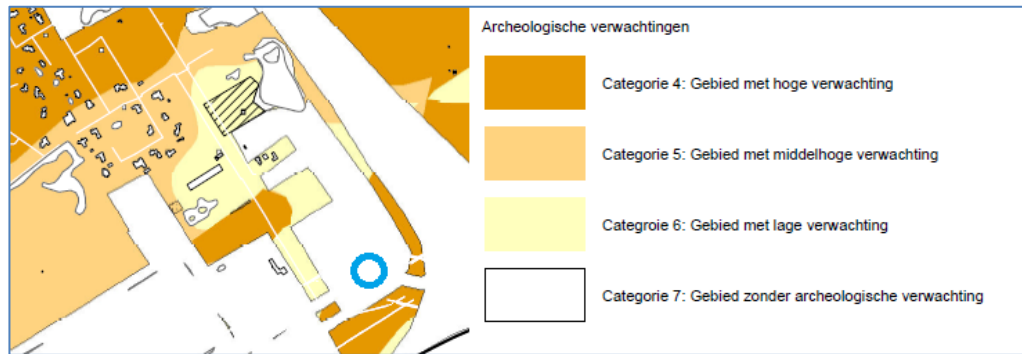 Archeologische verwachtingen
Categorie 4: Gebied met hoge verwachting
Categorie 5: Gebied met middelhoge verwachting
Categroie 6: Gebied met lage verwachting
Categorie 7: Gebied zonder archeologische verwachting